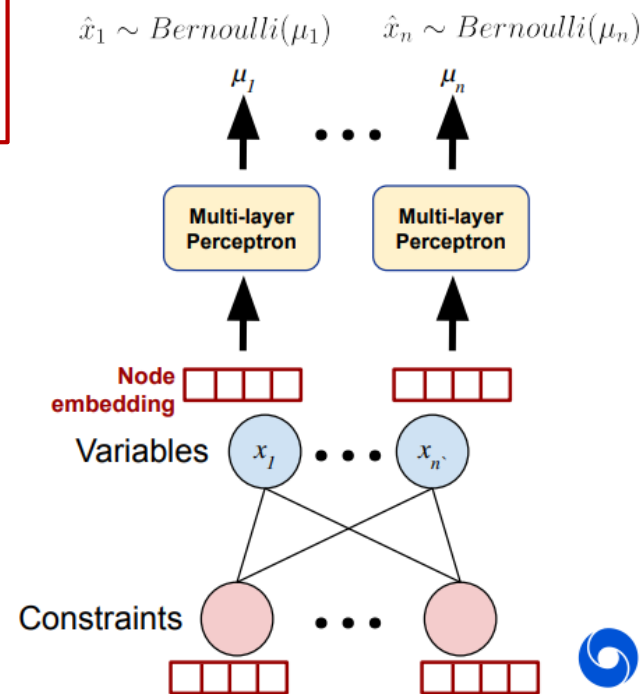 x̂₁ ~ Bernoulli(μ₁) x̂ₙ ~ Bernoulli(μₙ)
μ₁ μₙ
Multi-layer
Perceptron
Multi-layer
Perceptron
Node
embedding
Variables x₁ xₙ`
Constraints